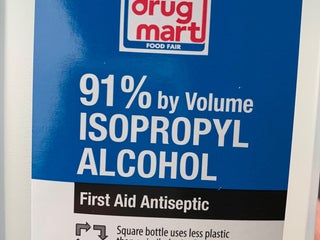 drug
mart
FOOD FAIR
91% by Volume
ISOPROPYL
ALCOHOL
First Aid Antiseptic
Square bottle uses less plastic